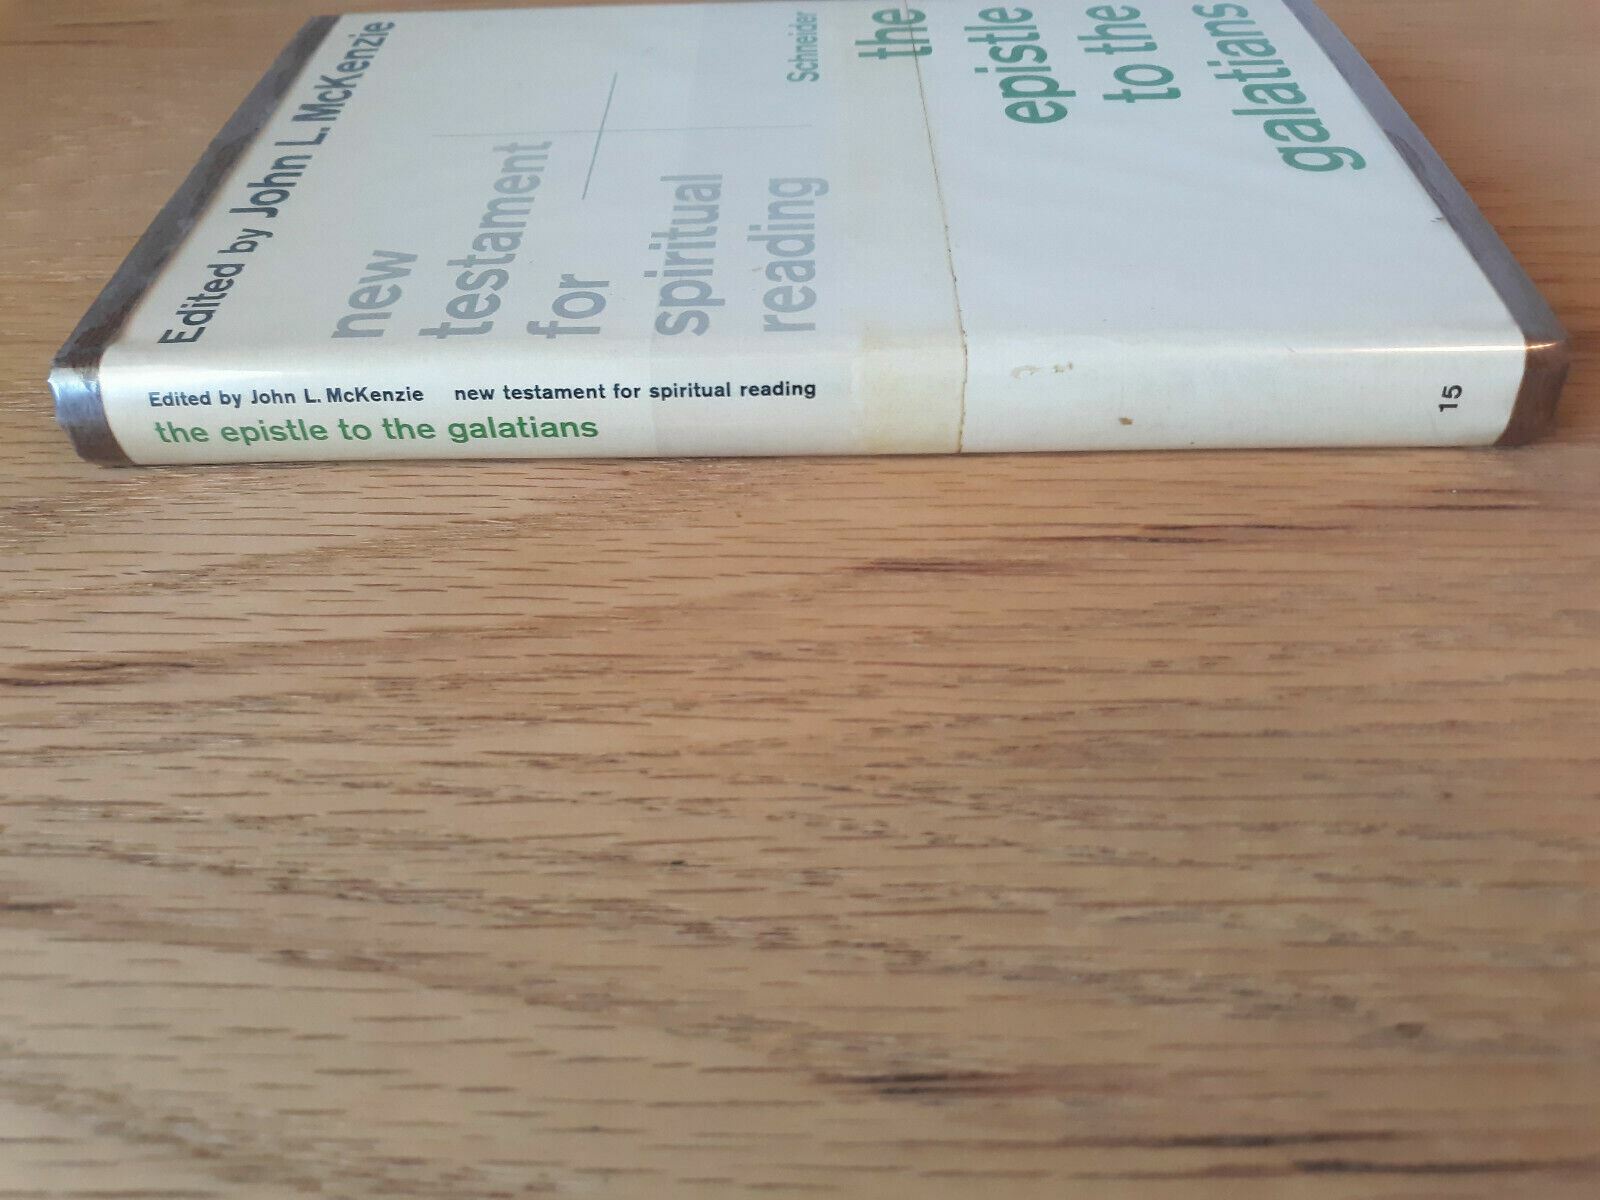 Edited by John L. McKenzie
new
testament
for
spiritual
reading
Schneider
the
epistle
to the
galatians
Edited by John L. McKenzie new testament for spiritual reading
the epistle to the galatians
15